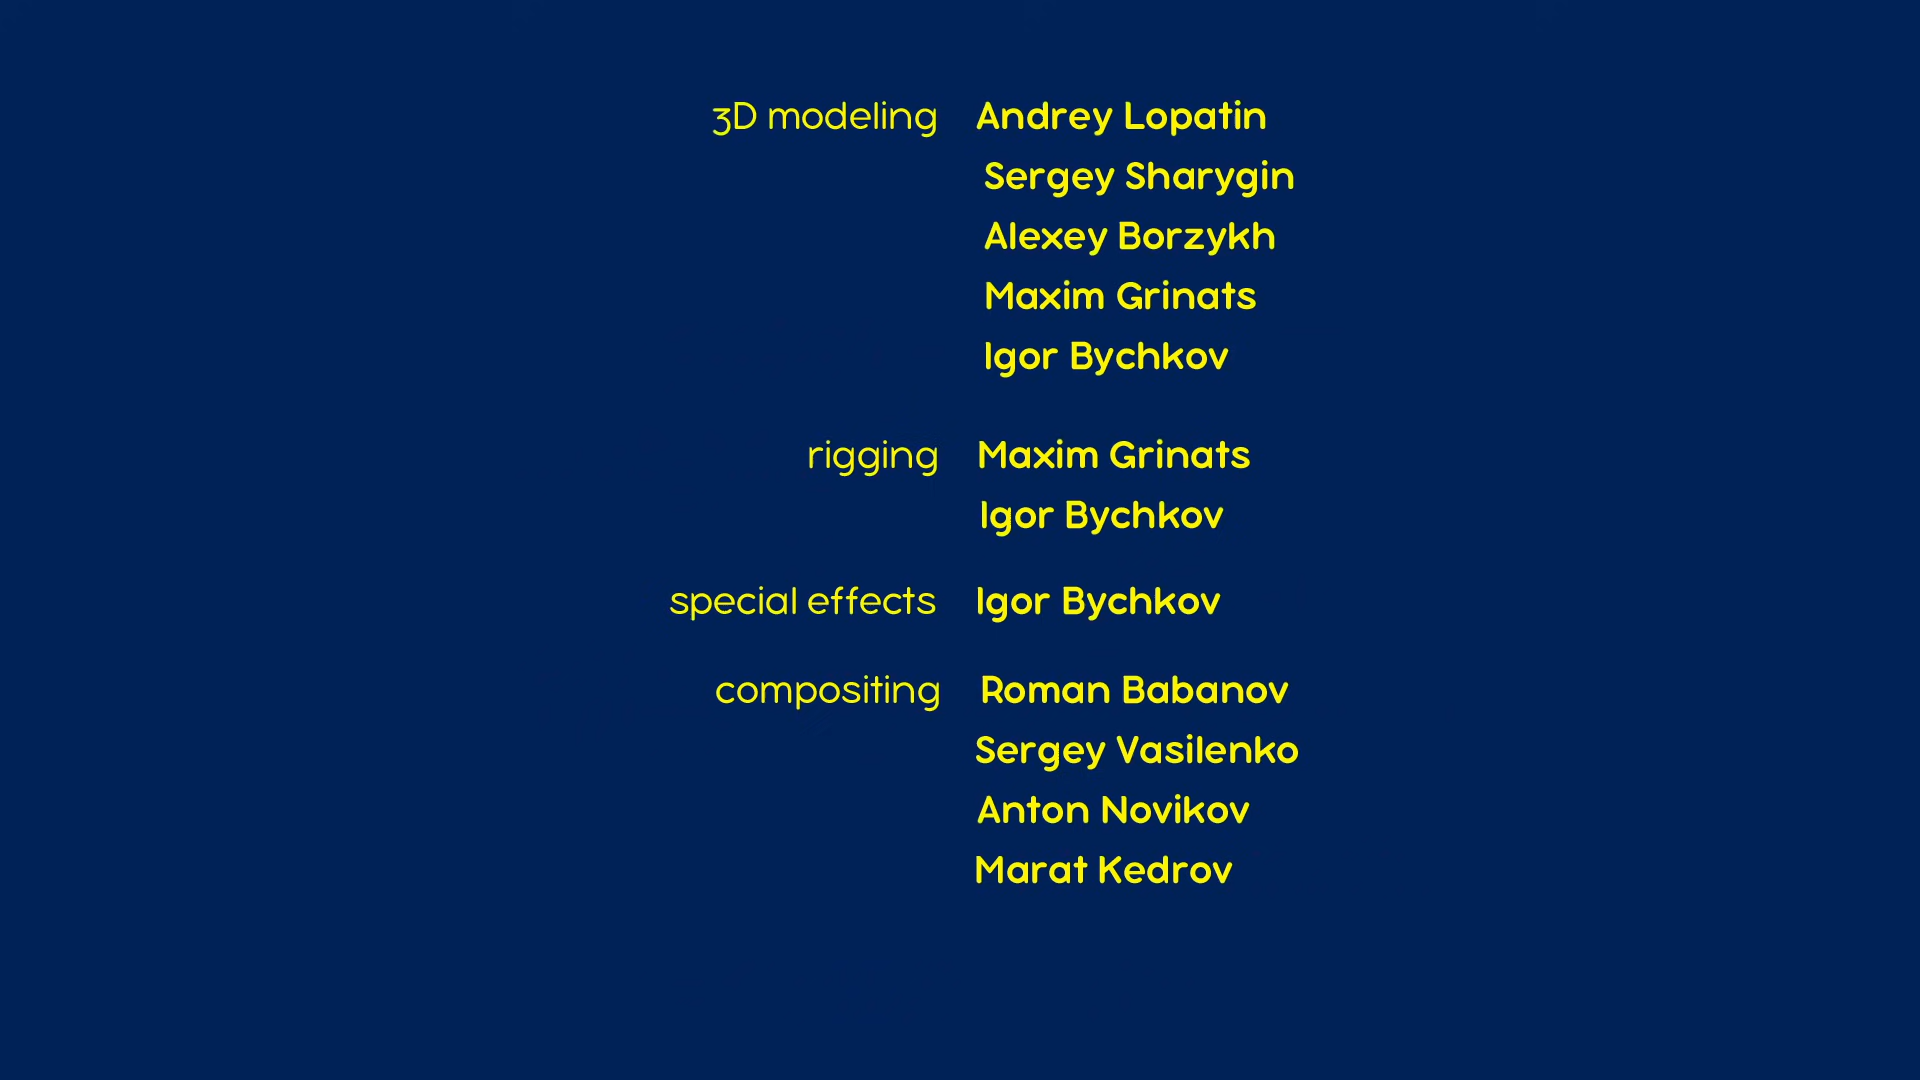 3D modeling Andrey Lopatin
Sergey Sharygin
Alexey Borzykh
Maxim Grinats
Igor Bychkov
rigging Maxim Grinats
Igor Bychkov
special effects Igor Bychkov
compositing Roman Babanov
Sergey Vasilenko
Anton Novikov
Marat Kedrov